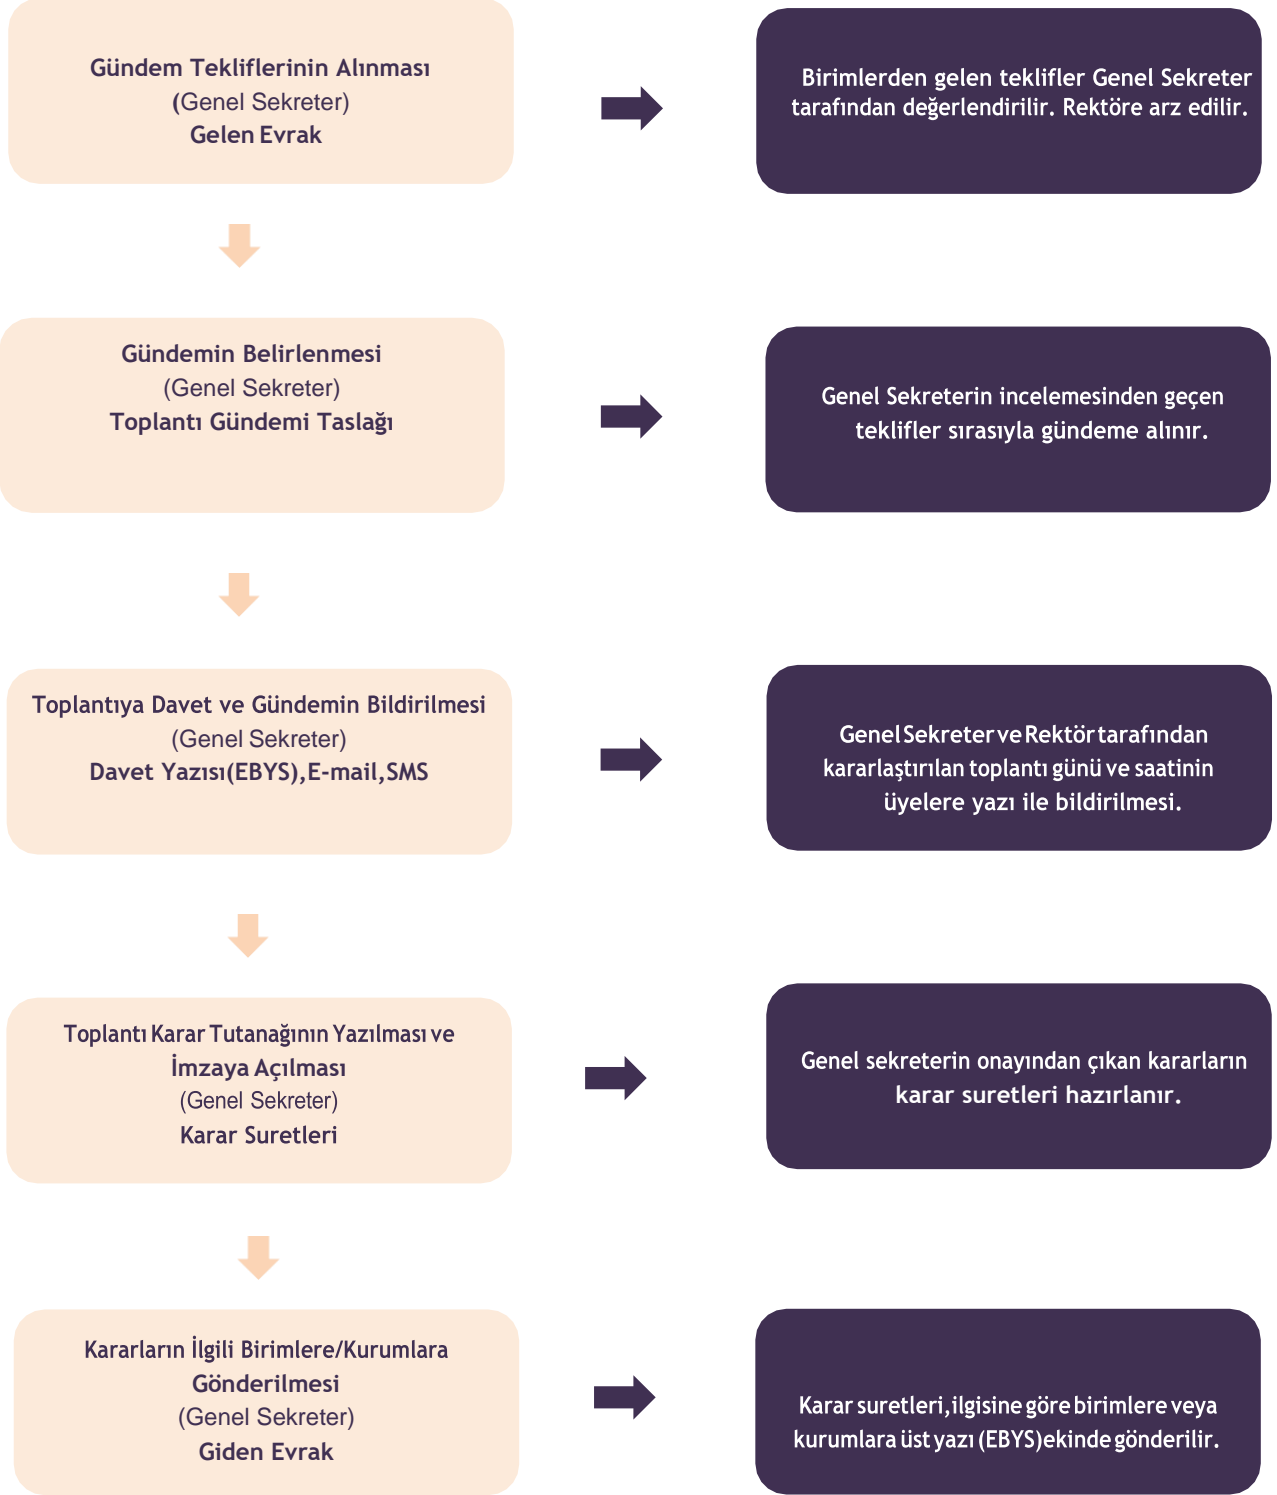 Gündem Tekliflerinin Alınması
(Genel Sekreter)
Gelen Evrak
Birimlerden gelen teklifler Genel Sekreter
tarafından değerlendirilir. Rektöre arz edilir.
Gündemin Belirlenmesi
(Genel Sekreter)
Toplantı Gündemi Taslağı
Genel Sekreterin incelemesinden geçen
teklifler sırasıyla gündeme alınır.
Toplantıya Davet ve Gündemin Bildirilmesi
(Genel Sekreter)
Davet Yazısı(EBYS),E-mail,SMS
Genel Sekreter ve Rektör tarafından
kararlaştırılan toplantı günü ve saatinin
üyelere yazı ile bildirilmesi.
Toplantı Karar Tutanağının Yazılması ve
İmzaya Açılması
(Genel Sekreter)
Karar Suretleri
Genel sekreterin onayından çıkan kararların
karar suretleri hazırlanır.
Kararların İlgili Birimlere/Kurumlara
Gönderilmesi
(Genel Sekreter)
Giden Evrak
Karar suretleri,ilgisine göre birimlere veya
kurumlara üst yazı (EBYS)ekinde gönderilir.